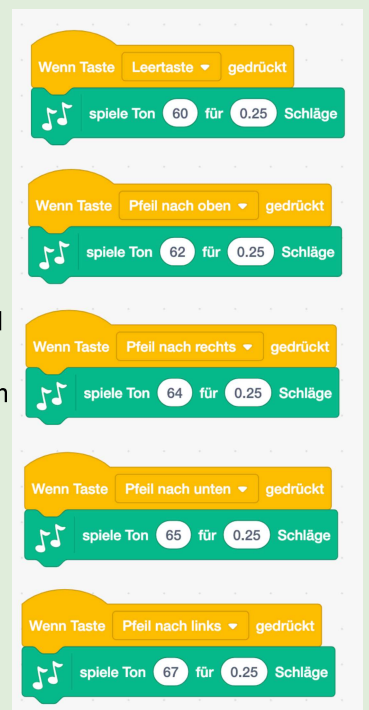 Wenn Taste Leertaste gedrückt
spiele Ton 60 für 0.25 Schläge
Wenn Taste Pfeil nach oben gedrückt
spiele Ton 62 für 0.25 Schläge
Wenn Taste Pfeil nach rechts gedrückt
spiele Ton 64 für 0.25 Schläge
Wenn Taste Pfeil nach unten gedrückt
spiele Ton 65 für 0.25 Schläge
Wenn Taste Pfeil nach links gedrückt
spiele Ton 67 für 0.25 Schläge